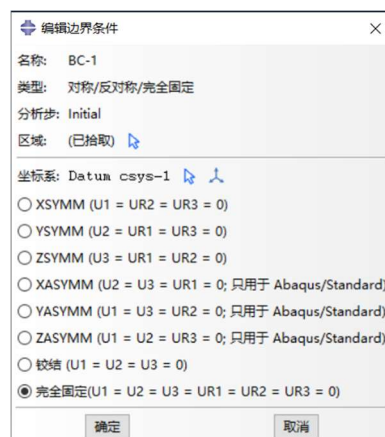 编辑边界条件
名称: BC-1
类型: 对称/反对称/完全固定
分析步: Initial
区域: (已拾取)
坐标系: Datum csys-1
XSYMM (U1 = UR2 = UR3 = 0)
YSYMM (U2 = UR1 = UR3 = 0)
ZSYMM (U3 = UR1 = UR2 = 0)
XASYMM (U2 = U3 = UR1 = 0; 只用于 Abaqus/Standard)
YASYMM (U1 = U3 = UR2 = 0; 只用于 Abaqus/Standard)
ZASYMM (U1 = U2 = UR3 = 0; 只用于 Abaqus/Standard)
铰结 (U1 = U2 = U3 = 0)
完全固定(U1 = U2 = U3 = UR1 = UR2 = UR3 = 0)
确定 取消